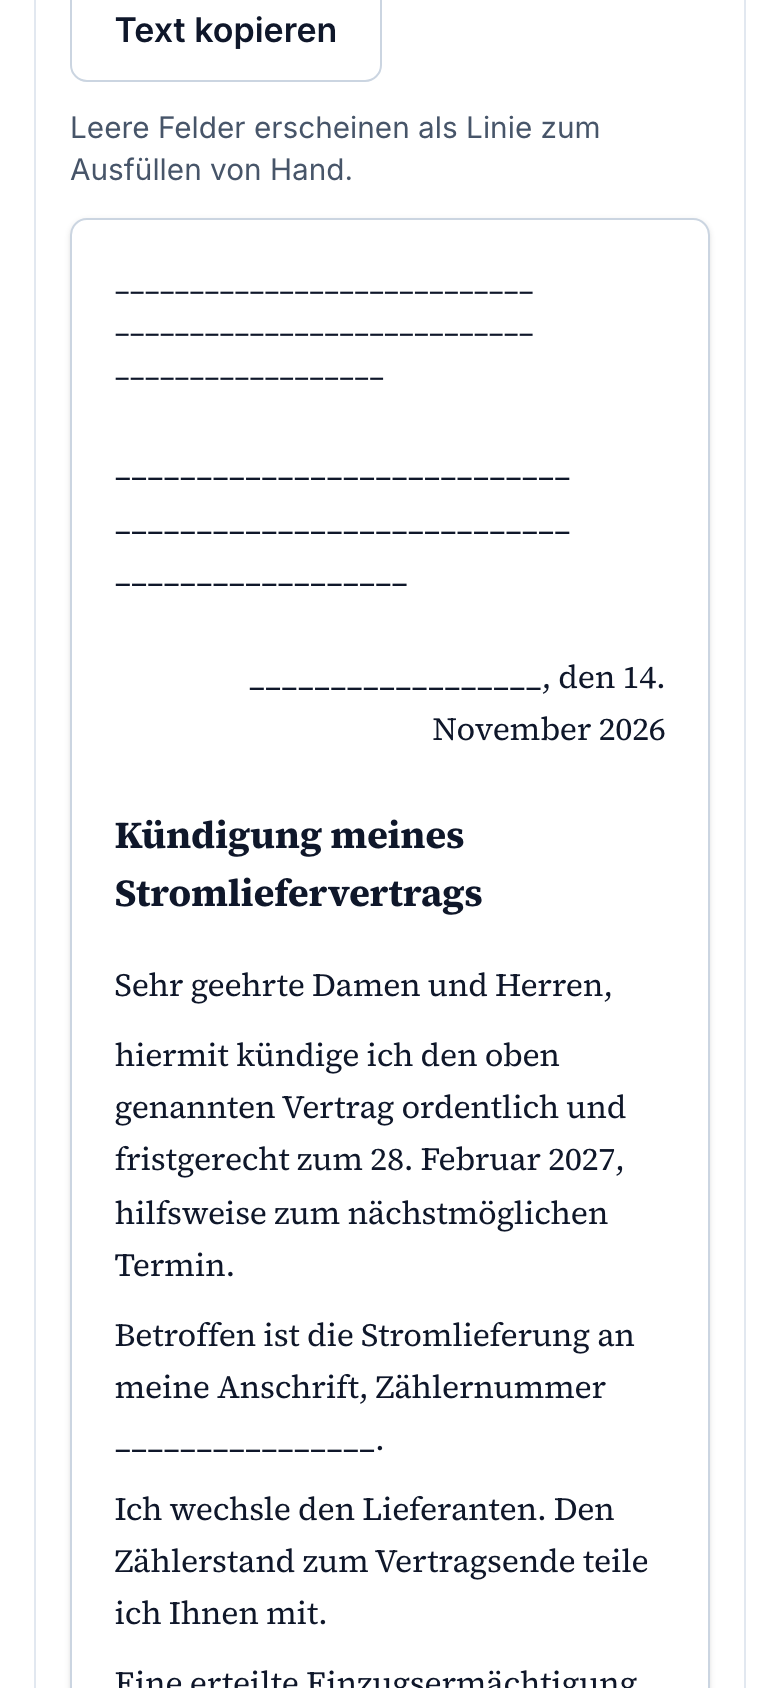 Text kopieren
Leere Felder erscheinen als Linie zum
Ausfüllen von Hand.
____________________________
____________________________
__________________
____________________________
____________________________
__________________
__________________, den 14.
November 2026
Kündigung meines
Stromliefervertrags
Sehr geehrte Damen und Herren,
hiermit kündige ich den oben
genannten Vertrag ordentlich und
fristgerecht zum 28. Februar 2027,
hilfsweise zum nächstmöglichen
Termin.
Betroffen ist die Stromlieferung an
meine Anschrift, Zählernummer
________________.
Ich wechsle den Lieferanten. Den
Zählerstand zum Vertragsende teile
ich Ihnen mit.
Eine erteilte Einzugsermächtigung